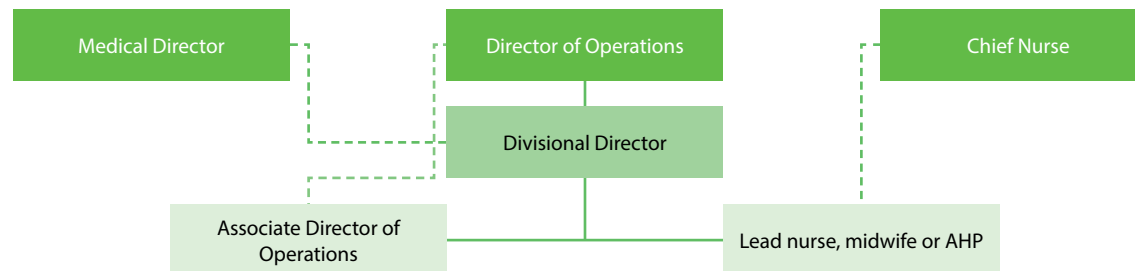 Medical Director
Director of Operations
Chief Nurse
Divisional Director
Associate Director of
Operations
Lead nurse, midwife or AHP